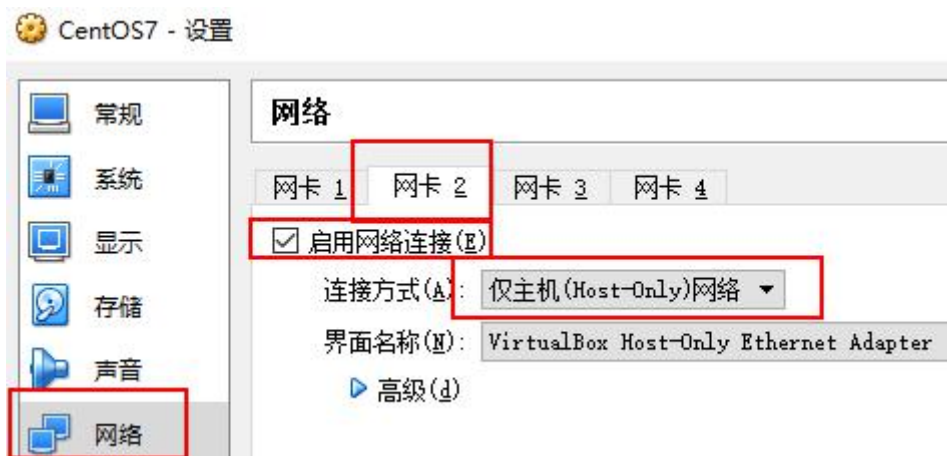 CentOS7 - 设置
常规
系统
显示
存储
声音
网络
网络
网卡 1 网卡 2 网卡 3 网卡 4
启用网络连接(E)
连接方式(A): 仅主机(Host-Only)网络
界面名称(N): VirtualBox Host-Only Ethernet Adapter
高级(d)